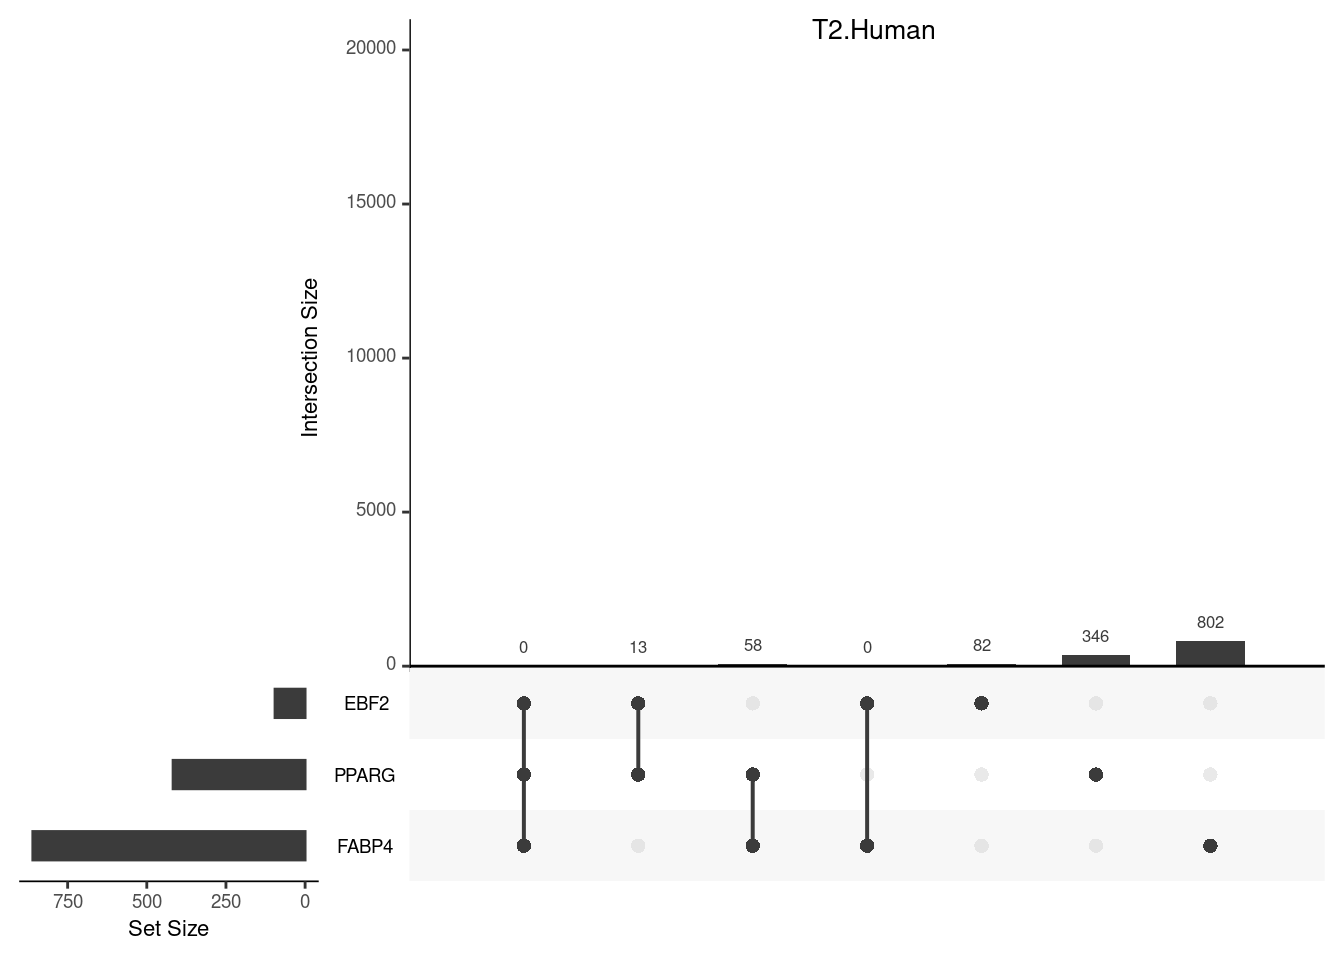 T2.Human
20000
15000
10000
5000
0
Intersection Size
0 13 58 0 82 346 802
EBF2
PPARG
FABP4
750 500 250 0
Set Size